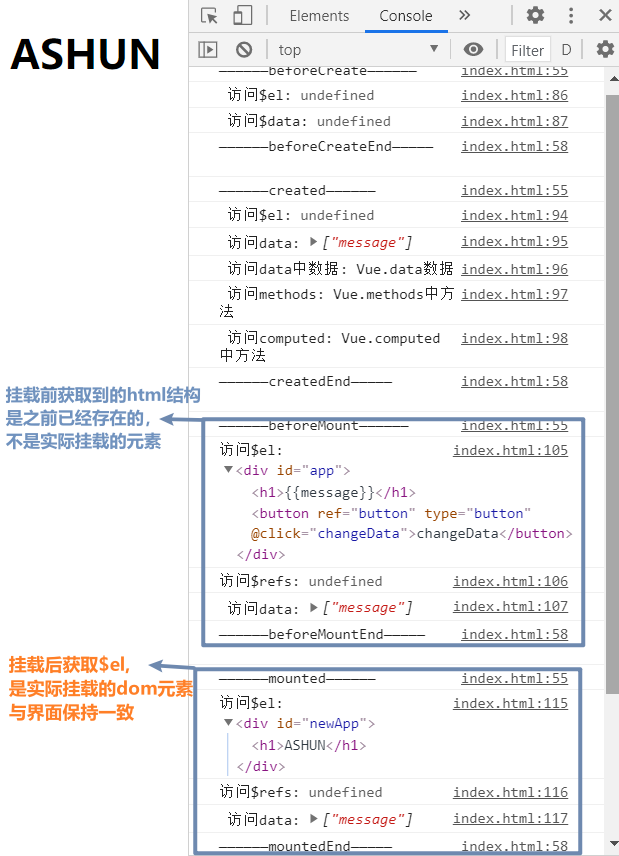 ASHUN
Elements Console »
top Filter D
——————beforeCreate—————— index.html:55
访问$el: undefined index.html:86
访问$data: undefined index.html:87
——————beforeCreateEnd————— index.html:58
——————created—————— index.html:55
访问$el: undefined index.html:94
访问data: ▶["message"] index.html:95
访问data中数据: Vue.data数据 index.html:96
访问methods: Vue.methods中方 index.html:97
法
访问computed: Vue.computed index.html:98
中方法
——————createdEnd————— index.html:58
挂载前获取到的html结构
是之前已经存在的,
不是实际挂载的元素
——————beforeMount—————— index.html:55
访问$el: index.html:105
▼<div id="app">
<h1>{{message}}</h1>
<button ref="button" type="button"
@click="changeData">changeData</button>
</div>
访问$refs: undefined index.html:106
访问data: ▶["message"] index.html:107
——————beforeMountEnd————— index.html:58
挂载后获取$el,
是实际挂载的dom元素
与界面保持一致
——————mounted—————— index.html:55
访问$el: index.html:115
▼<div id="newApp">
<h1>ASHUN</h1>
</div>
访问$refs: undefined index.html:116
访问data: ▶["message"] index.html:117
——————mountedEnd————— index.html:58